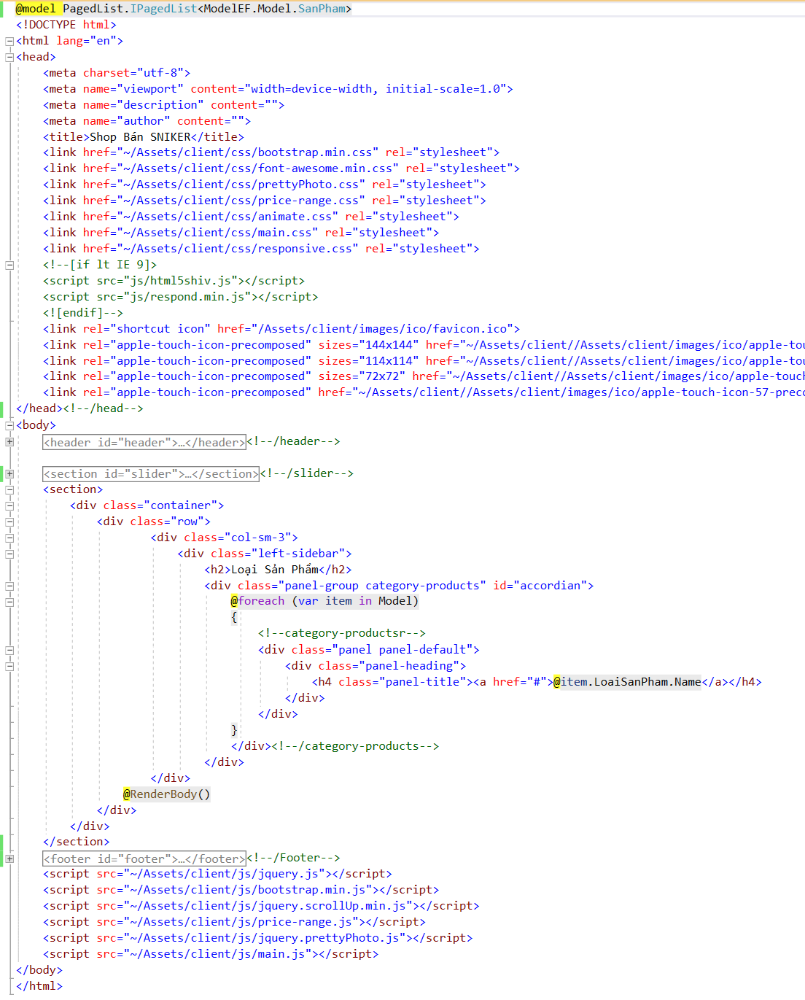 @model PagedList.IPagedList<ModelEF.Model.SanPham>
<!DOCTYPE html>
<html lang="en">
<head>
<meta charset="utf-8">
<meta name="viewport" content="width=device-width, initial-scale=1.0">
<meta name="description" content="">
<meta name="author" content="">
<title>Shop Bán SNIKER</title>
<link href="~/Assets/client/css/bootstrap.min.css" rel="stylesheet">
<link href="~/Assets/client/css/font-awesome.min.css" rel="stylesheet">
<link href="~/Assets/client/css/prettyPhoto.css" rel="stylesheet">
<link href="~/Assets/client/css/price-range.css" rel="stylesheet">
<link href="~/Assets/client/css/animate.css" rel="stylesheet">
<link href="~/Assets/client/css/main.css" rel="stylesheet">
<link href="~/Assets/client/css/responsive.css" rel="stylesheet">
<!--[if lt IE 9]>
<script src="js/html5shiv.js"></script>
<script src="js/respond.min.js"></script>
<![endif]-->
<link rel="shortcut icon" href="/Assets/client/images/ico/favicon.ico">
<link rel="apple-touch-icon-precomposed" sizes="144x144" href="~/Assets/client//Assets/client/images/ico/apple-tou
<link rel="apple-touch-icon-precomposed" sizes="114x114" href="~/Assets/client//Assets/client/images/ico/apple-tou
<link rel="apple-touch-icon-precomposed" sizes="72x72" href="~/Assets/client//Assets/client/images/ico/apple-touch
<link rel="apple-touch-icon-precomposed" href="~/Assets/client//Assets/client/images/ico/apple-touch-icon-57-preco
</head><!--/head-->
<body>
<header id="header">…</header><!--/header-->
<section id="slider">…</section><!--/slider-->
<section>
<div class="container">
<div class="row">
<div class="col-sm-3">
<div class="left-sidebar">
<h2>Loại Sản Phẩm</h2>
<div class="panel-group category-products" id="accordian">
@foreach (var item in Model)
{
<!--category-productsr-->
<div class="panel panel-default">
<div class="panel-heading">
<h4 class="panel-title"><a href="#">@item.LoaiSanPham.Name</a></h4>
</div>
</div>
}
</div><!--/category-products-->
</div>
</div>
@RenderBody()
</div>
</div>
</section>
<footer id="footer">…</footer><!--/Footer-->
<script src="~/Assets/client/js/jquery.js"></script>
<script src="~/Assets/client/js/bootstrap.min.js"></script>
<script src="~/Assets/client/js/jquery.scrollUp.min.js"></script>
<script src="~/Assets/client/js/price-range.js"></script>
<script src="~/Assets/client/js/jquery.prettyPhoto.js"></script>
<script src="~/Assets/client/js/main.js"></script>
</body>
</html>